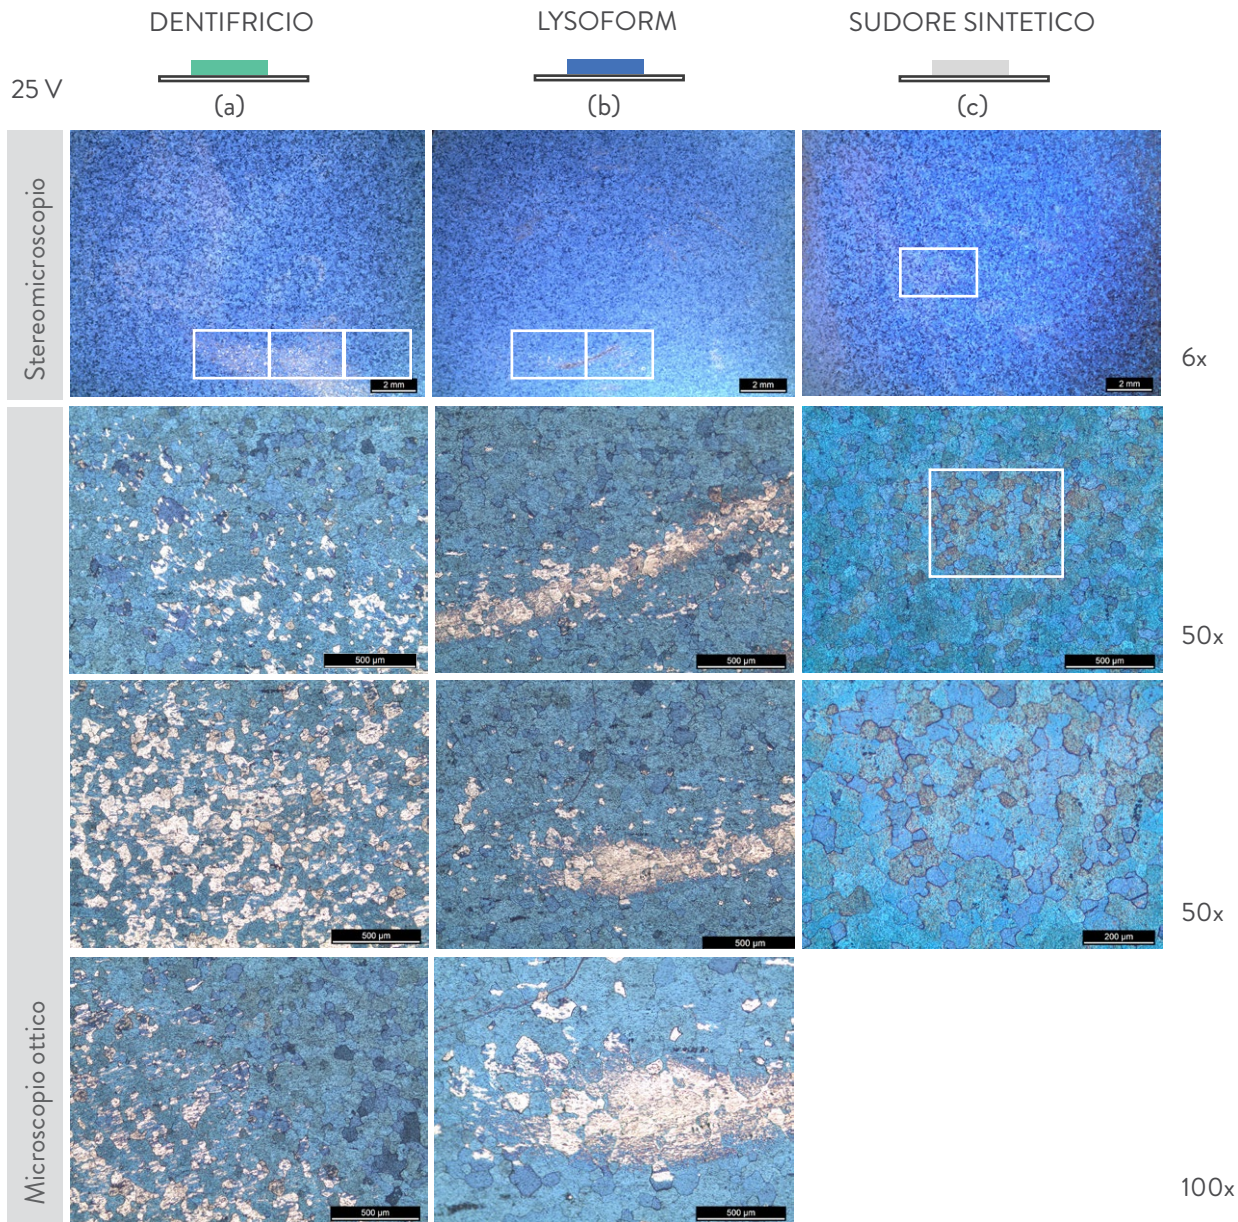 DENTIFRICIO
LYSOFORM
SUDORE SINTETICO
25 V
(a)
(b)
(c)
Stereomicroscopio
2 mm
2 mm
2 mm
6x
Microscopio ottico
500 µm
500 µm
500 µm
50x
500 µm
500 µm
200 µm
50x
500 µm
500 µm
100x